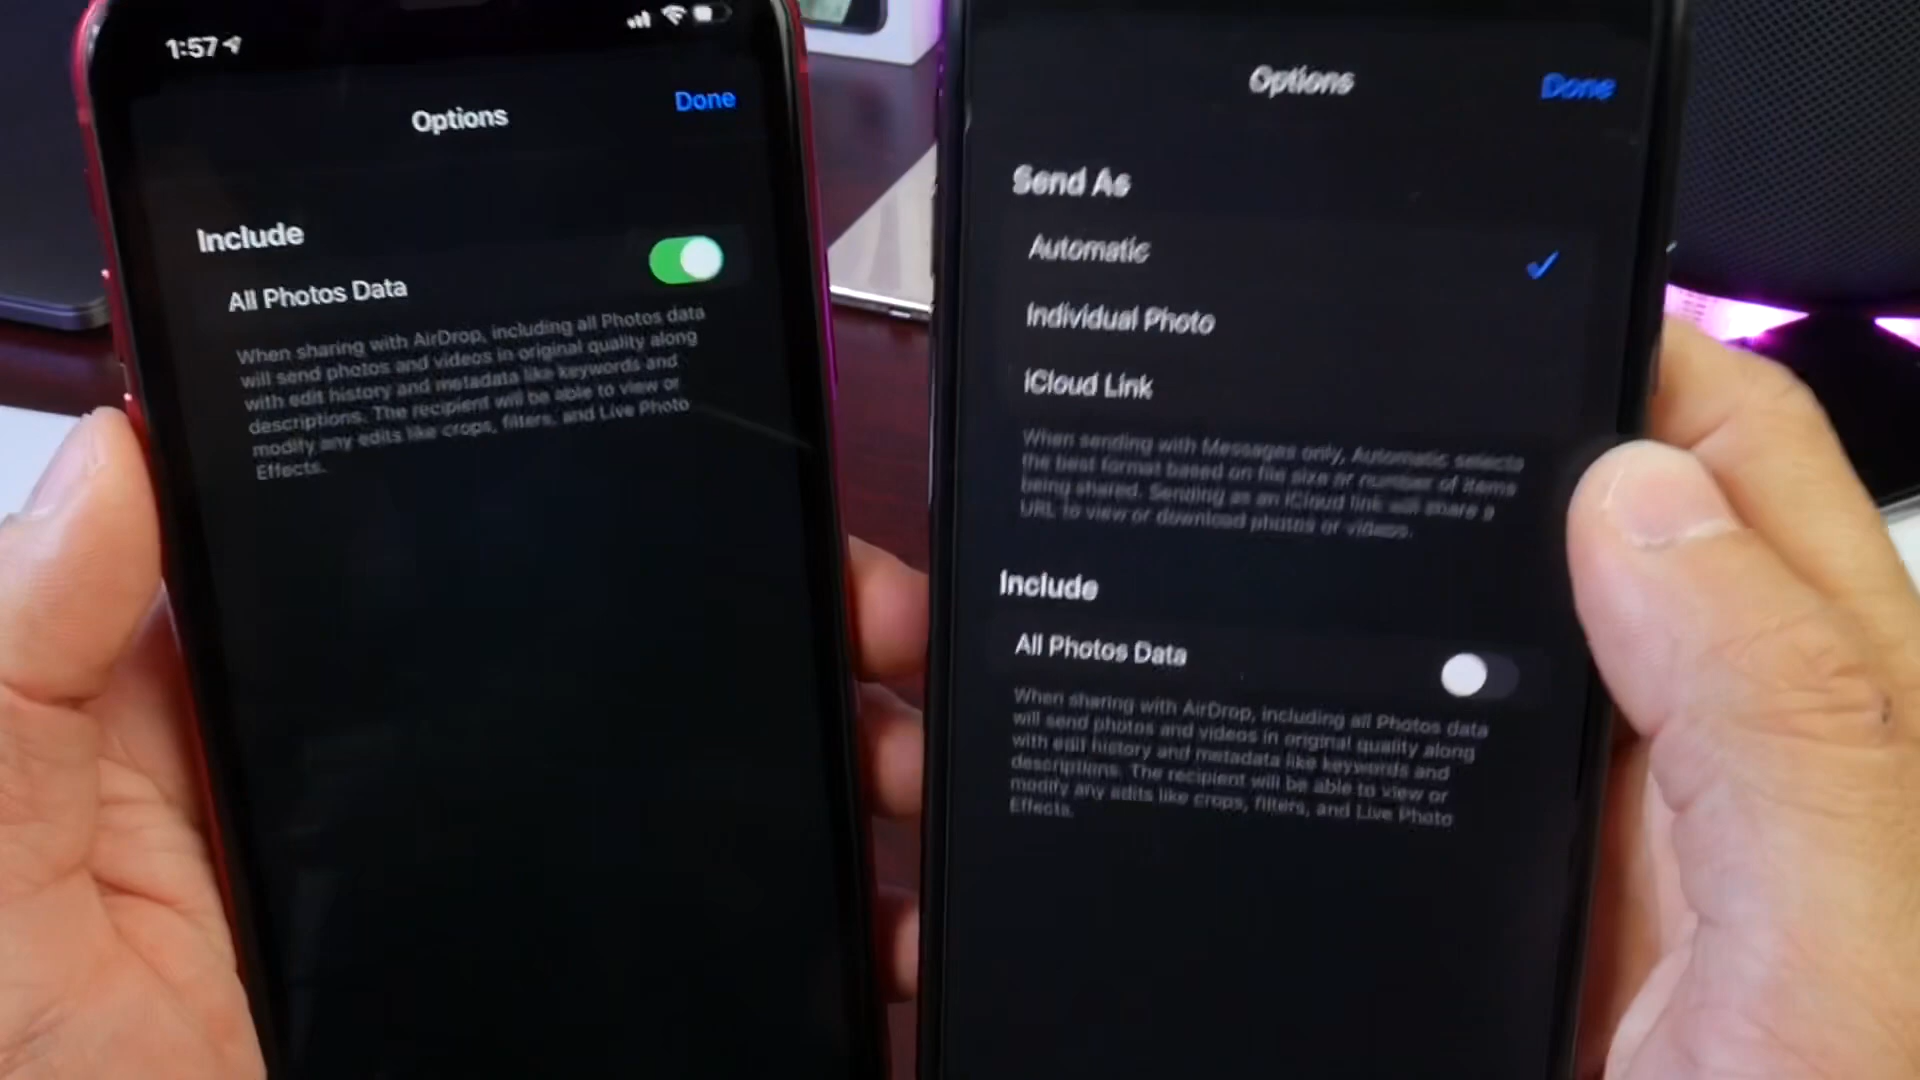 1:57
Options
Done
Include
All Photos Data
When sharing with AirDrop, including all Photos data
will send photos and videos in original quality along
with edit history and metadata like keywords and
descriptions. The recipient will be able to view or
modify any edits like crops, filters, and Live Photo
Effects.
Options
Done
Send As
Automatic
Individual Photo
iCloud Link
When sending with Messages only, Automatic selects
the best format based on file size or number of items
being shared. Sending as an iCloud link will share a
URL to view or download photos or videos.
Include
All Photos Data
When sharing with AirDrop, including all Photos data
will send photos and videos in original quality along
with edit history and metadata like keywords and
descriptions. The recipient will be able to view or
modify any edits like crops, filters, and Live Photo
Effects.